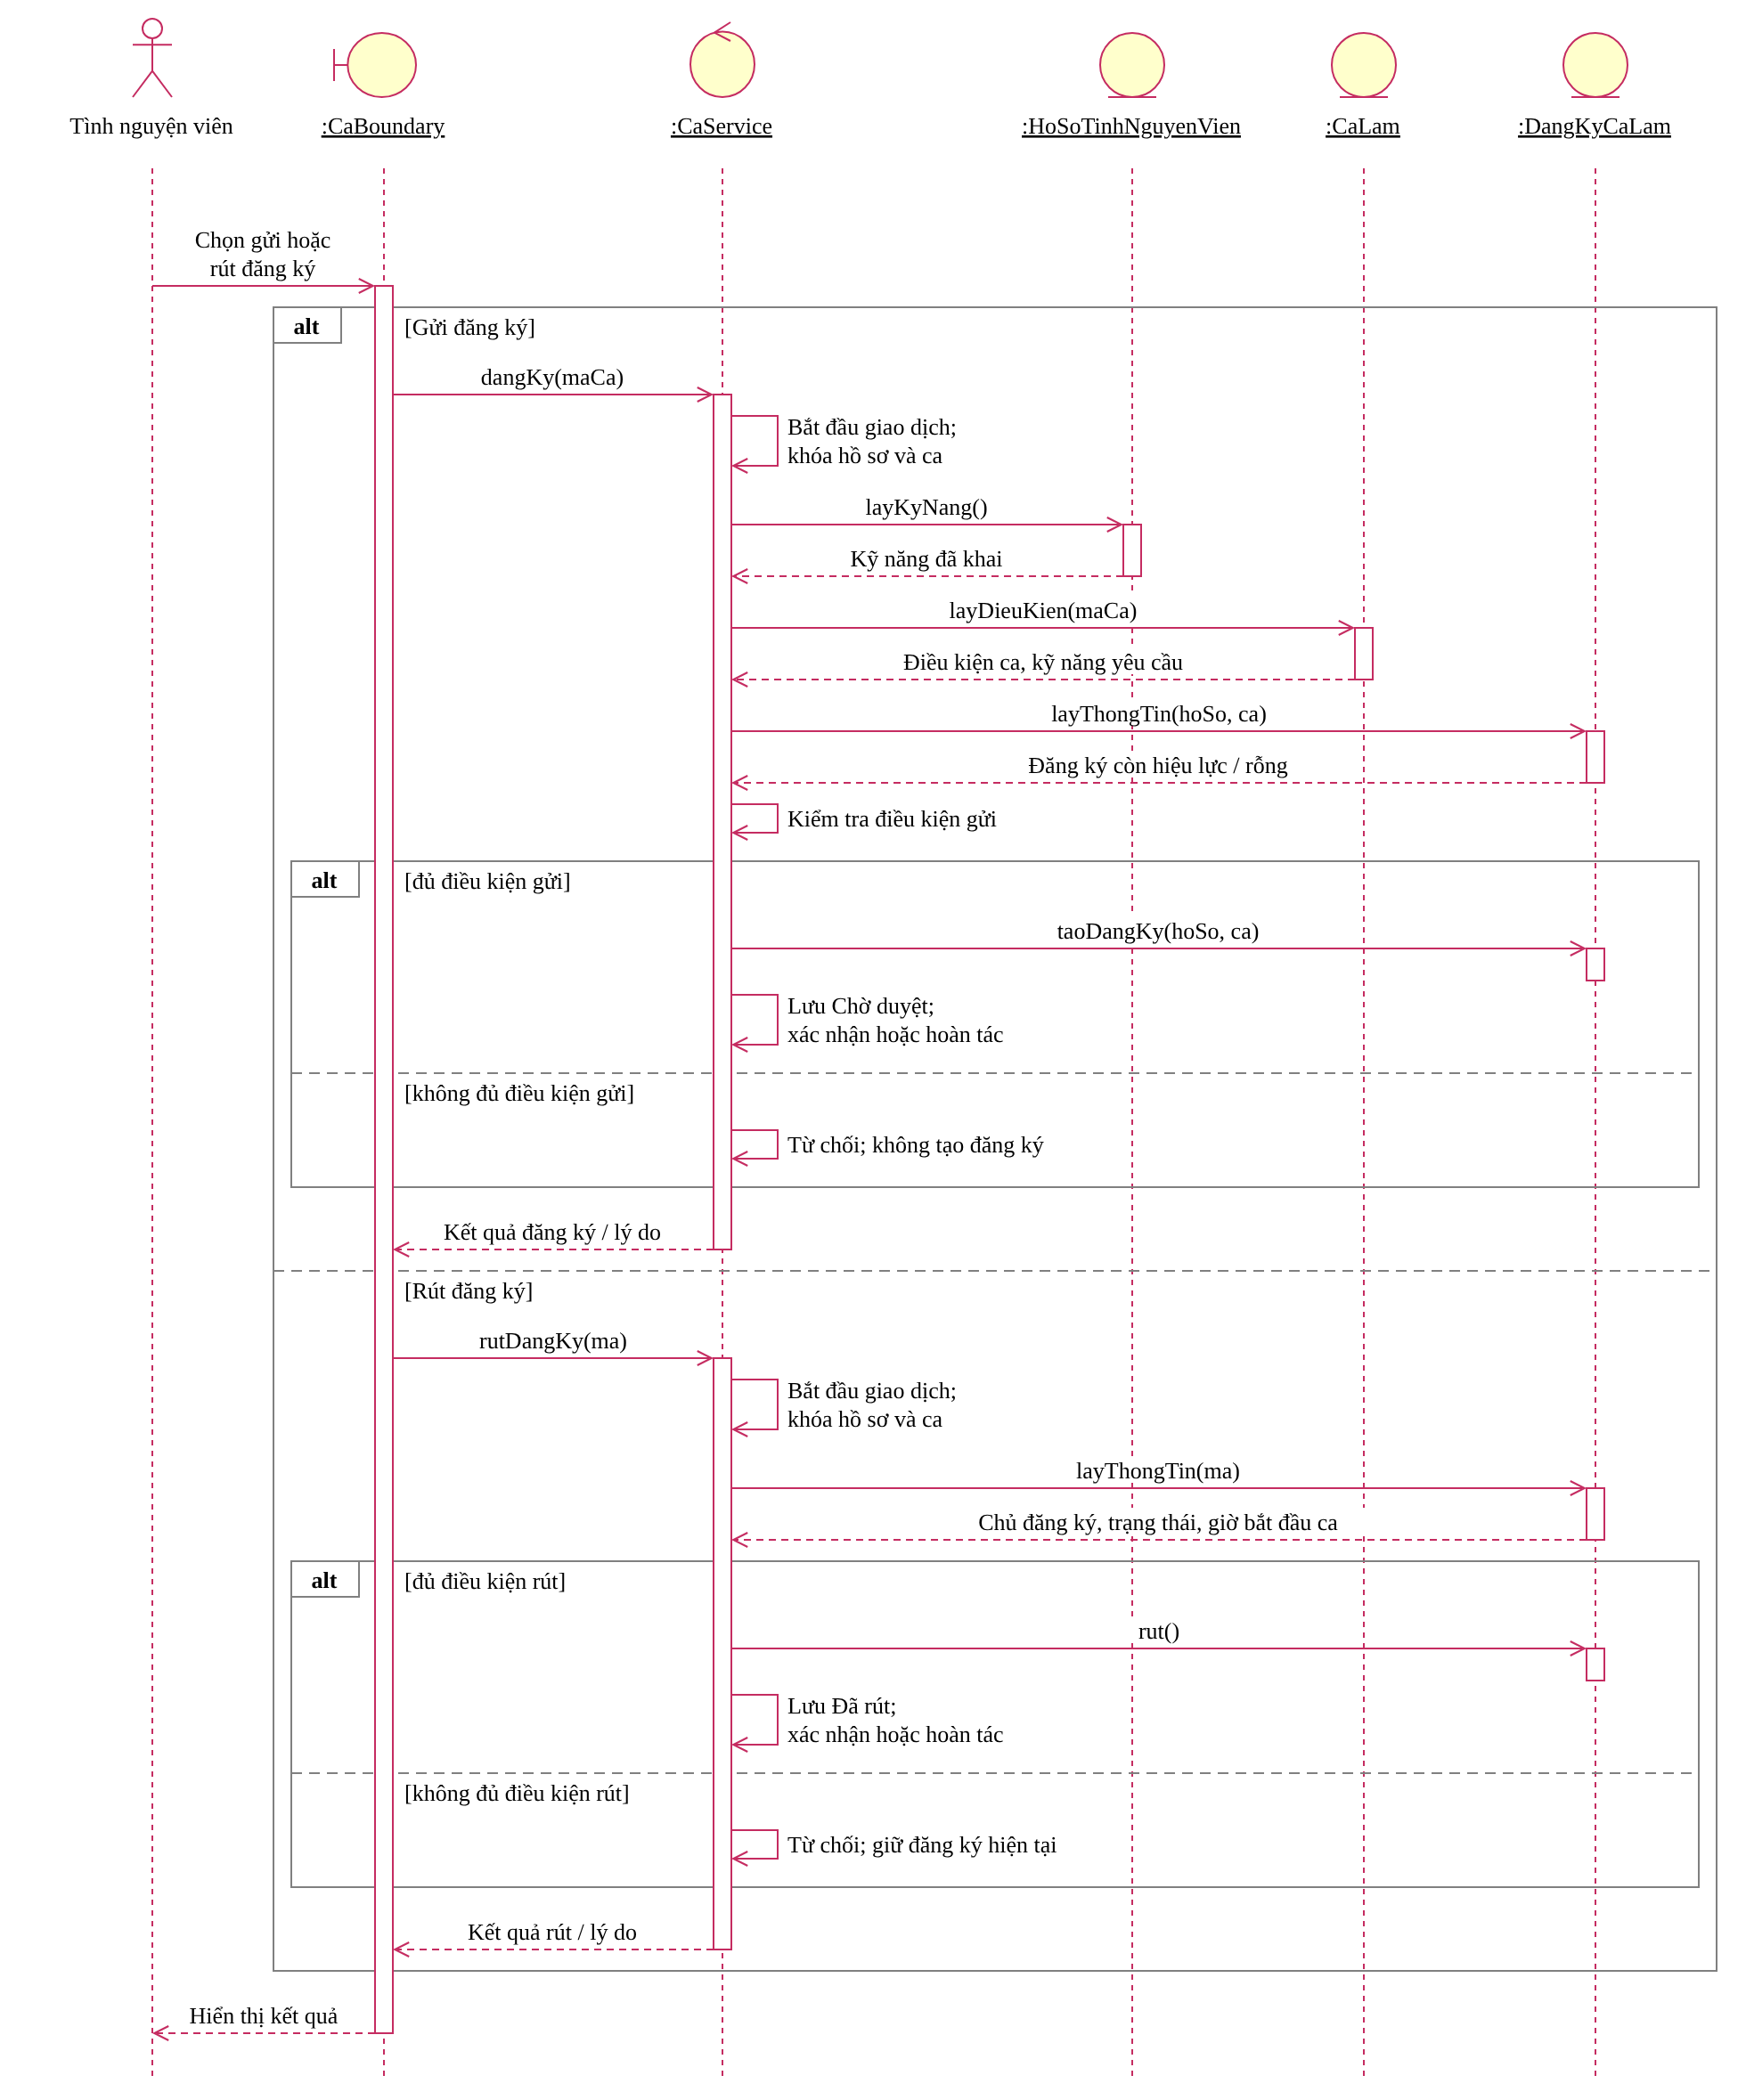 Tình nguyện viên
:CaBoundary
:CaService
:HoSoTinhNguyenVien
:CaLam
:DangKyCaLam
Chọn gửi hoặc
rút đăng ký
alt
[Gửi đăng ký]
dangKy(maCa)
Bắt đầu giao dịch;
khóa hồ sơ và ca
layKyNang()
Kỹ năng đã khai
layDieuKien(maCa)
Điều kiện ca, kỹ năng yêu cầu
layThongTin(hoSo, ca)
Đăng ký còn hiệu lực / rỗng
Kiểm tra điều kiện gửi
alt
[đủ điều kiện gửi]
taoDangKy(hoSo, ca)
Lưu Chờ duyệt;
xác nhận hoặc hoàn tác
[không đủ điều kiện gửi]
Từ chối; không tạo đăng ký
Kết quả đăng ký / lý do
[Rút đăng ký]
rutDangKy(ma)
Bắt đầu giao dịch;
khóa hồ sơ và ca
layThongTin(ma)
Chủ đăng ký, trạng thái, giờ bắt đầu ca
alt
[đủ điều kiện rút]
rut()
Lưu Đã rút;
xác nhận hoặc hoàn tác
[không đủ điều kiện rút]
Từ chối; giữ đăng ký hiện tại
Kết quả rút / lý do
Hiển thị kết quả